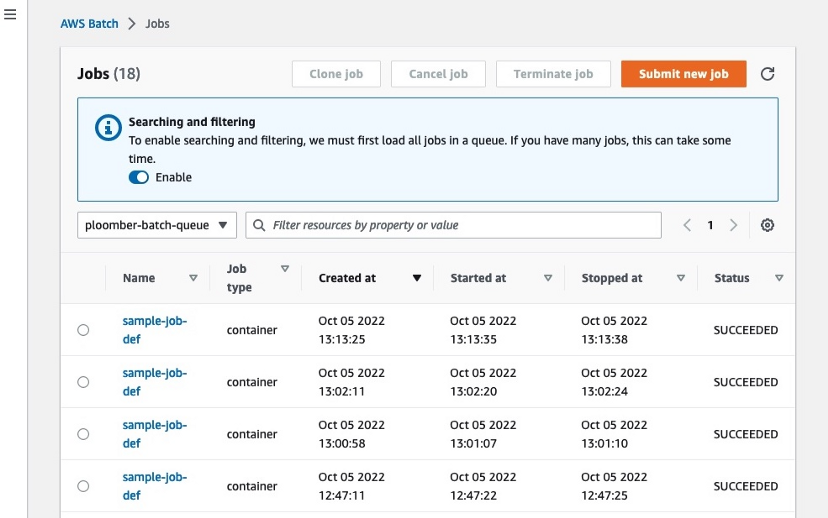 AWS Batch > Jobs
Jobs (18)
Clone job
Cancel job
Terminate job
Submit new job
Searching and filtering
To enable searching and filtering, we must first load all jobs in a queue. If you have many jobs, this can take some
time.
Enable
ploomber-batch-queue
Filter resources by property or value
1
Name
Job
type
Created at
Started at
Stopped at
Status
sample-job-
def
container
Oct 05 2022
13:13:25
Oct 05 2022
13:13:35
Oct 05 2022
13:13:38
SUCCEEDED
sample-job-
def
container
Oct 05 2022
13:02:11
Oct 05 2022
13:02:20
Oct 05 2022
13:02:24
SUCCEEDED
sample-job-
def
container
Oct 05 2022
13:00:58
Oct 05 2022
13:01:07
Oct 05 2022
13:01:10
SUCCEEDED
sample-job-
def
container
Oct 05 2022
12:47:11
Oct 05 2022
12:47:22
Oct 05 2022
12:47:25
SUCCEEDED